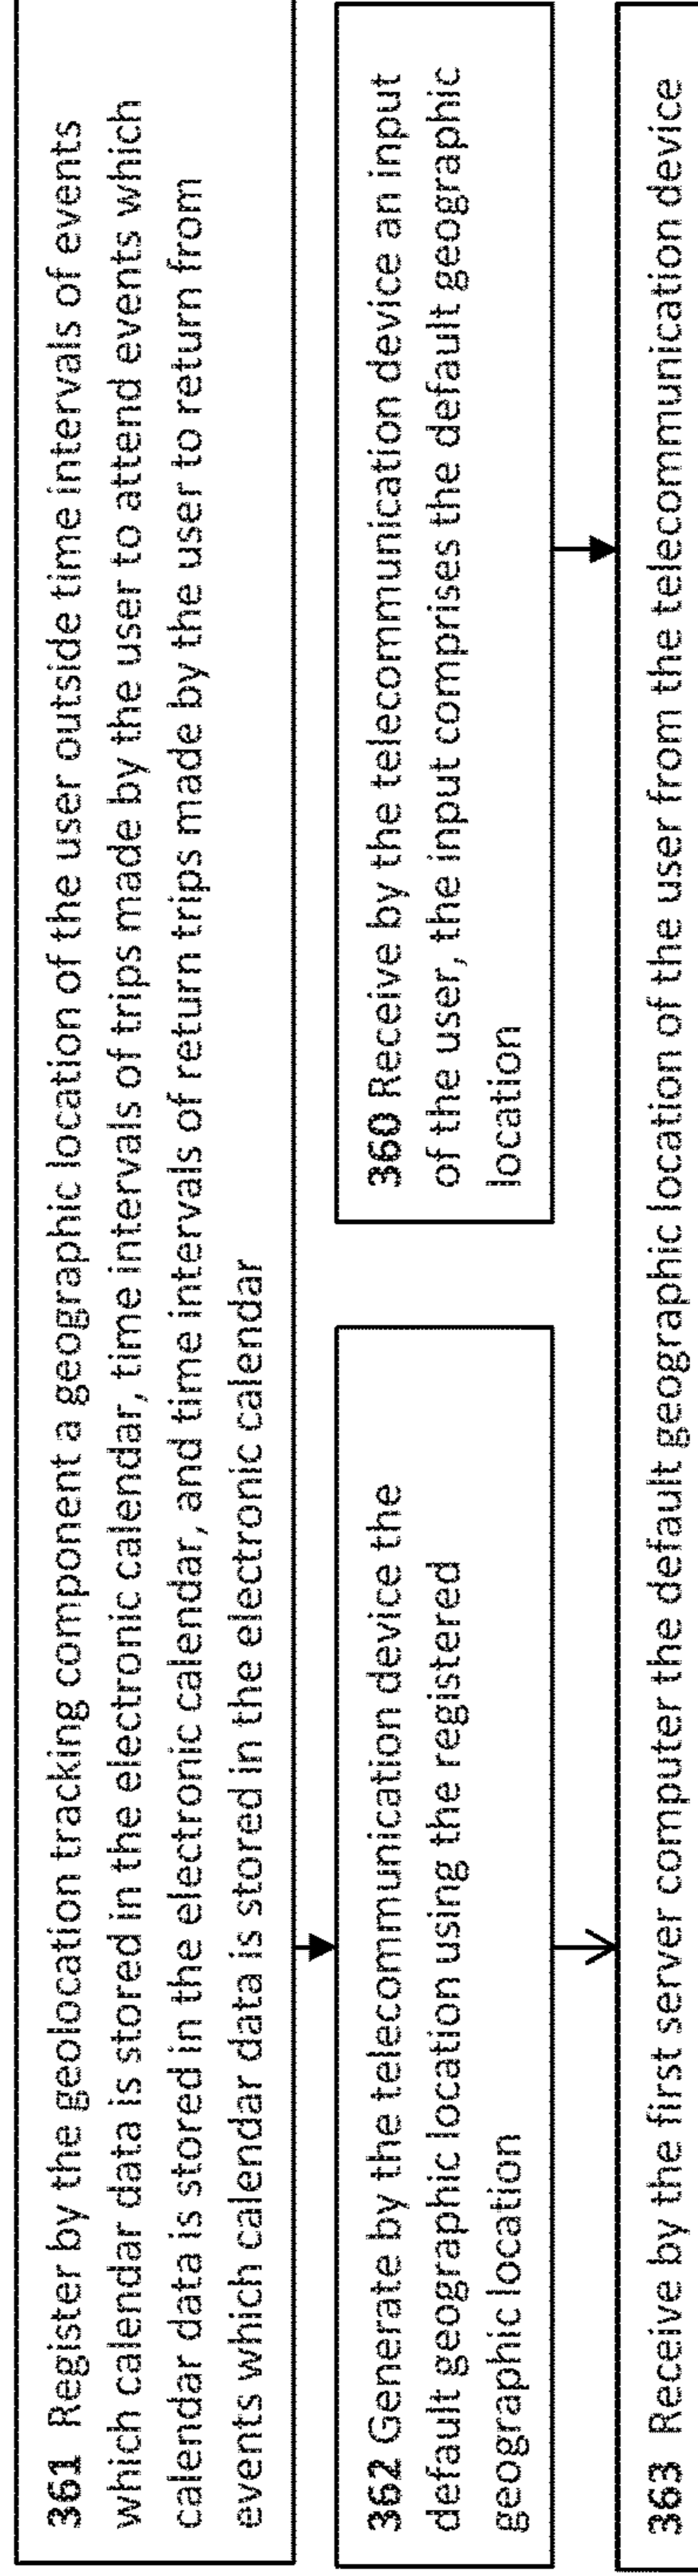 361 Register by the geolocation tracking component a geographic location of the user outside time intervals of events
which calendar data is stored in the electronic calendar, time intervals of trips made by the user to attend events which
calendar data is stored in the electronic calendar, and time intervals of return trips made by the user to return from
events which calendar data is stored in the electronic calendar
362 Generate by the telecommunication device the
default geographic location using the registered
geographic location
360 Receive by the telecommunication device an input
of the user, the input comprises the default geographic
location
363 Receive by the first server computer the default geographic location of the user from the telecommunication device